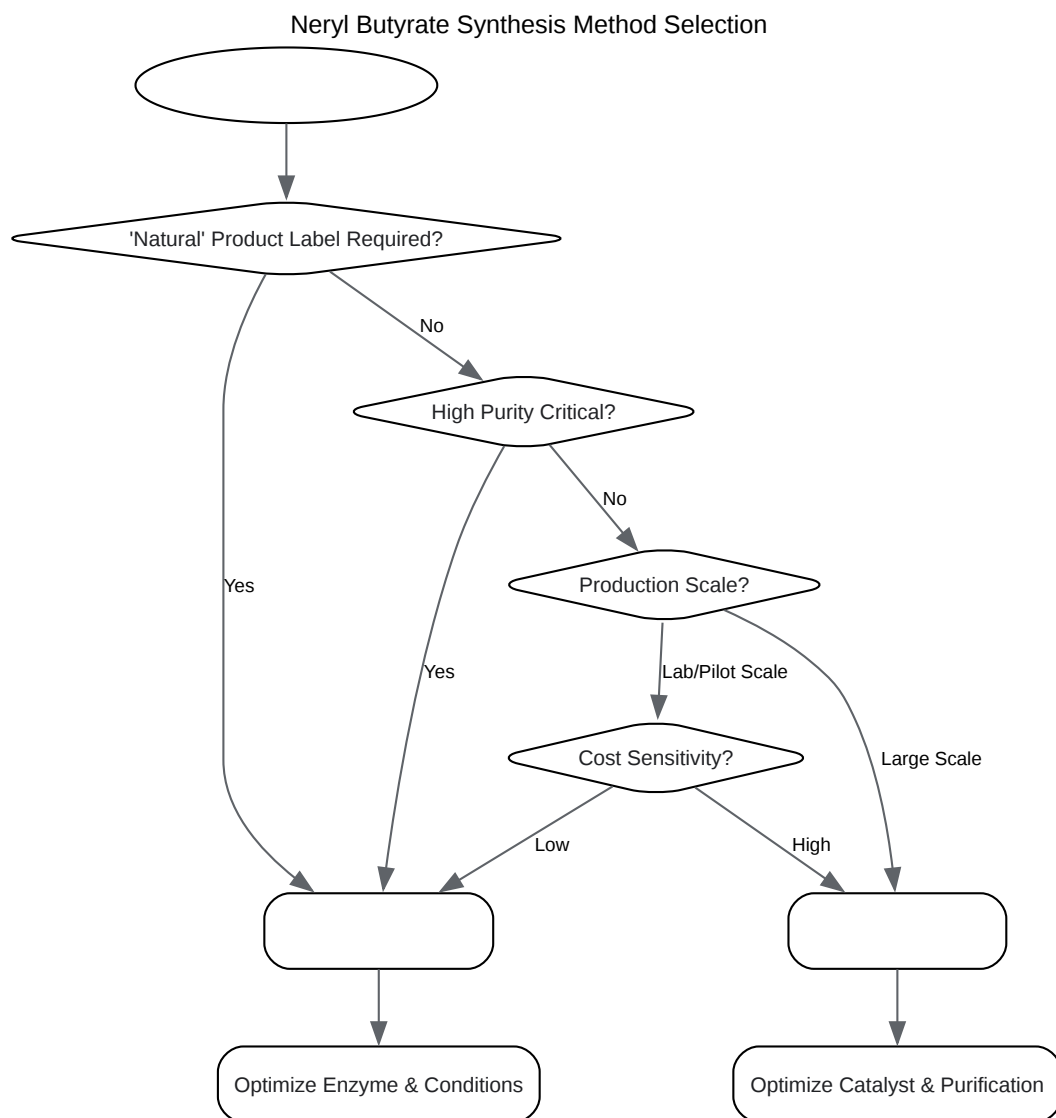 Neryl Butyrate Synthesis Method Selection
'Natural' Product Label Required?
No
High Purity Critical?
No
Yes
Production Scale?
Yes
Lab/Pilot Scale
Cost Sensitivity?
Large Scale
Low
High
Optimize Enzyme & Conditions
Optimize Catalyst & Purification